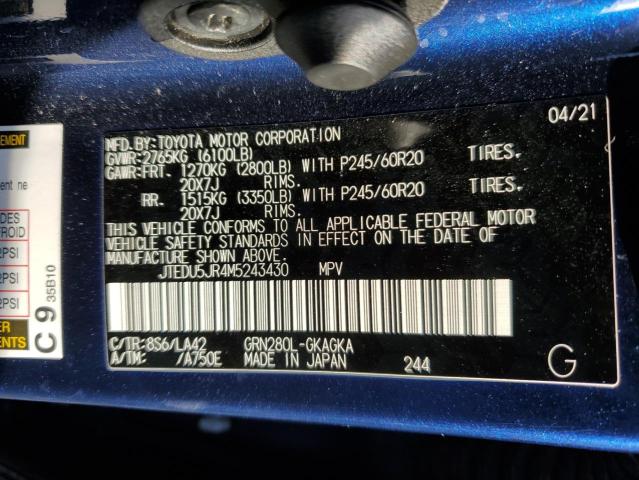 04/21
MFD.BY:TOYOTA MOTOR CORPORATION
GVWR:2765KG (6100LB)
GAWR:FRT. 1270KG (2800LB) WITH P245/60R20 TIRES.
20X7J RIMS.
RR. 1515KG (3350LB) WITH P245/60R20 TIRES.
20X7J RIMS.
THIS VEHICLE CONFORMS TO ALL APPLICABLE FEDERAL MOTOR
VEHICLE SAFETY STANDARDS IN EFFECT ON THE DATE OF
MANUFACTURE SHOWN ABOVE.
JTEDU5JR4M5243430 MPV
C/TR:8S6/LA42 GRN280L-GKAGKA
A/TM: /A750E MADE IN JAPAN 244 G
ne
PSI
PSI
PSI
C 9 35B10